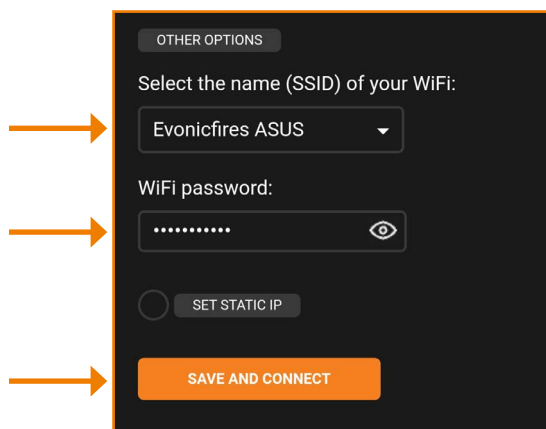 OTHER OPTIONS
Select the name (SSID) of your WiFi:
Evonicfires ASUS
WiFi password:
•••••••••••
SET STATIC IP
SAVE AND CONNECT